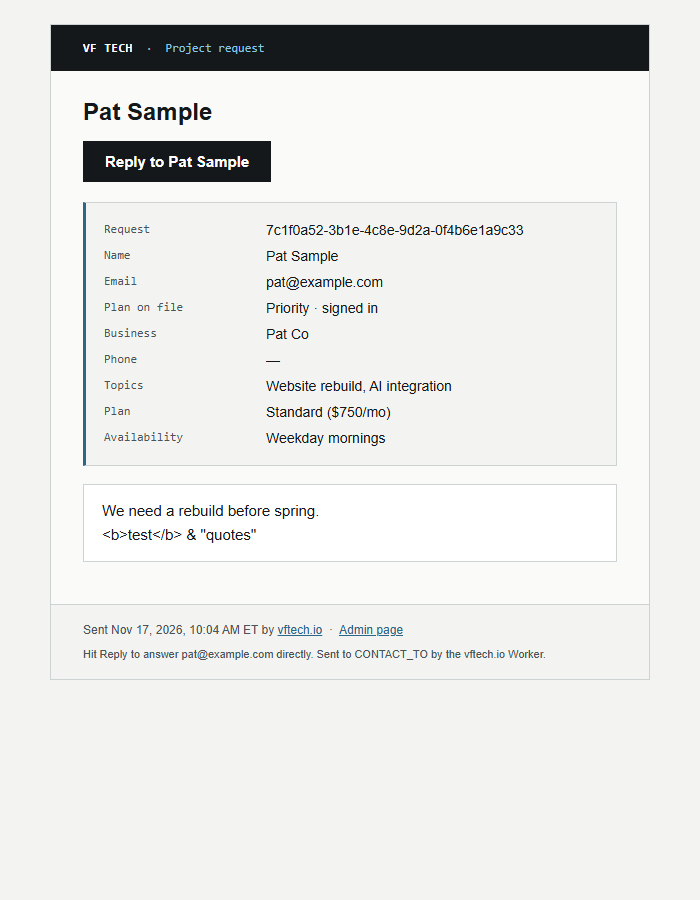 VF TECH · Project request
Pat Sample
Reply to Pat Sample
Request 7c1f0a52-3b1e-4c8e-9d2a-0f4b6e1a9c33
Name Pat Sample
Email pat@example.com
Plan on file Priority · signed in
Business Pat Co
Phone —
Topics Website rebuild, AI integration
Plan Standard ($750/mo)
Availability Weekday mornings
We need a rebuild before spring.
<b>test</b> & "quotes"
Sent Nov 17, 2026, 10:04 AM ET by vftech.io · Admin page
Hit Reply to answer pat@example.com directly. Sent to CONTACT_TO by the vftech.io Worker.